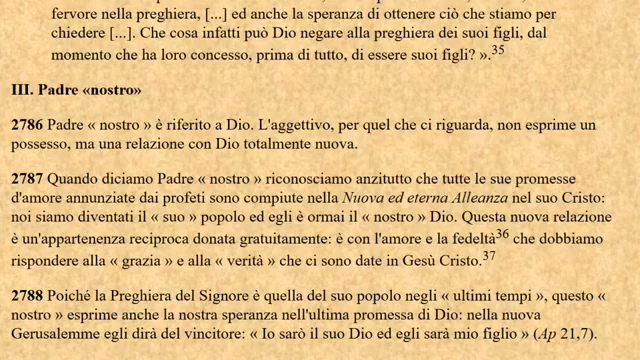 fervore nella preghiera, [...] ed anche la speranza di ottenere ciò che stiamo per
chiedere [...]. Che cosa infatti può Dio negare alla preghiera dei suoi figli, dal
momento che ha loro concesso, prima di tutto, di essere suoi figli? ».35
III. Padre «nostro»
2786 Padre « nostro » è riferito a Dio. L'aggettivo, per quel che ci riguarda, non esprime un
possesso, ma una relazione con Dio totalmente nuova.
2787 Quando diciamo Padre « nostro » riconosciamo anzitutto che tutte le sue promesse
d'amore annunziate dai profeti sono compiute nella Nuova ed eterna Alleanza nel suo Cristo:
noi siamo diventati il « suo » popolo ed egli è ormai il « nostro » Dio. Questa nuova relazione
è un'appartenenza reciproca donata gratuitamente: è con l'amore e la fedeltà36 che dobbiamo
rispondere alla « grazia » e alla « verità » che ci sono date in Gesù Cristo.37
2788 Poiché la Preghiera del Signore è quella del suo popolo negli « ultimi tempi », questo «
nostro » esprime anche la nostra speranza nell'ultima promessa di Dio: nella nuova
Gerusalemme egli dirà del vincitore: « Io sarò il suo Dio ed egli sarà mio figlio » (Ap 21,7).